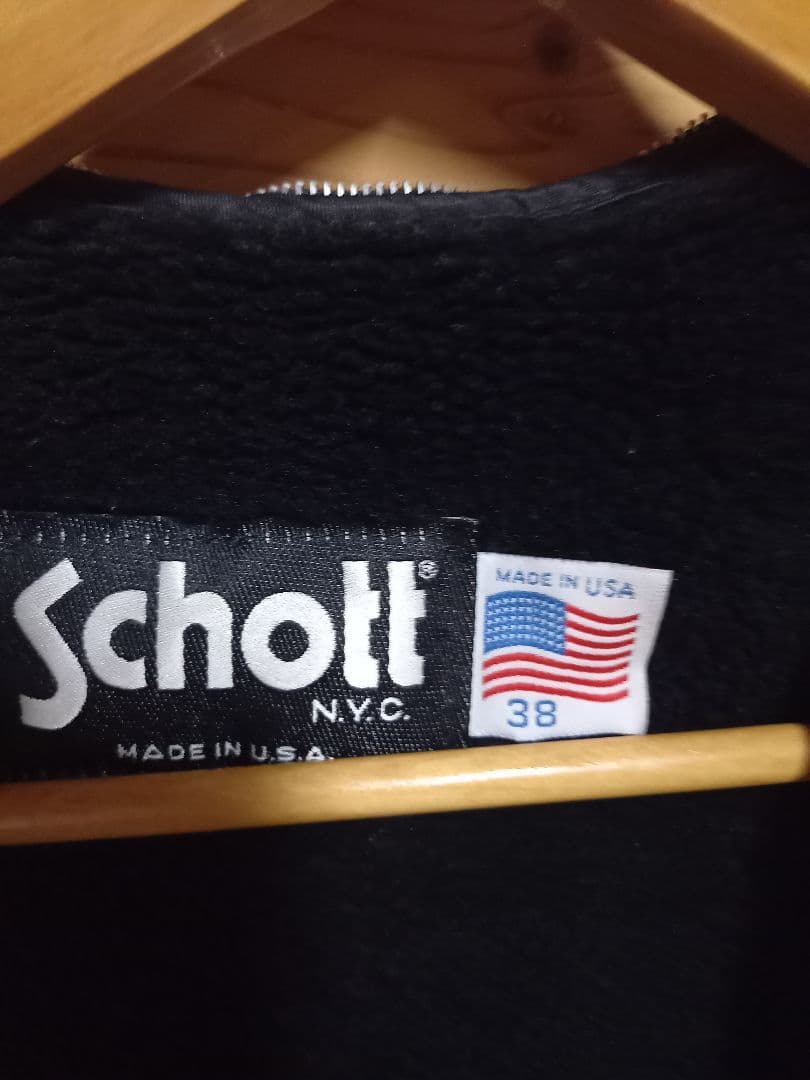 Schott®
N.Y.C.
MADE IN U.S.A.
MADE IN USA
38